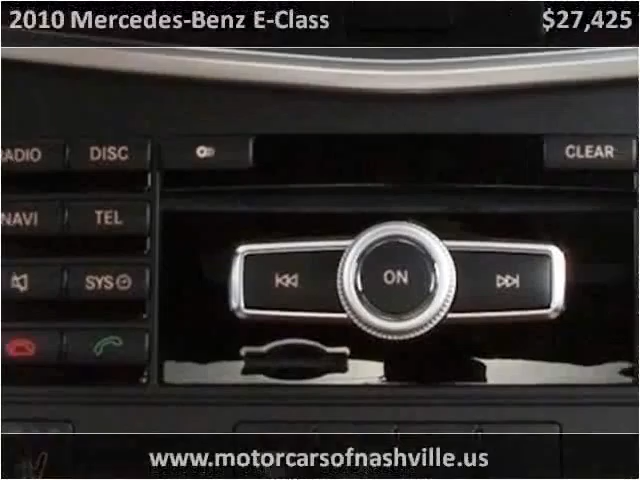 2010 Mercedes-Benz E-Class $27,425
RADIO DISC CLEAR
NAVI TEL
ON
SYS
www.motorcarsofnashville.us